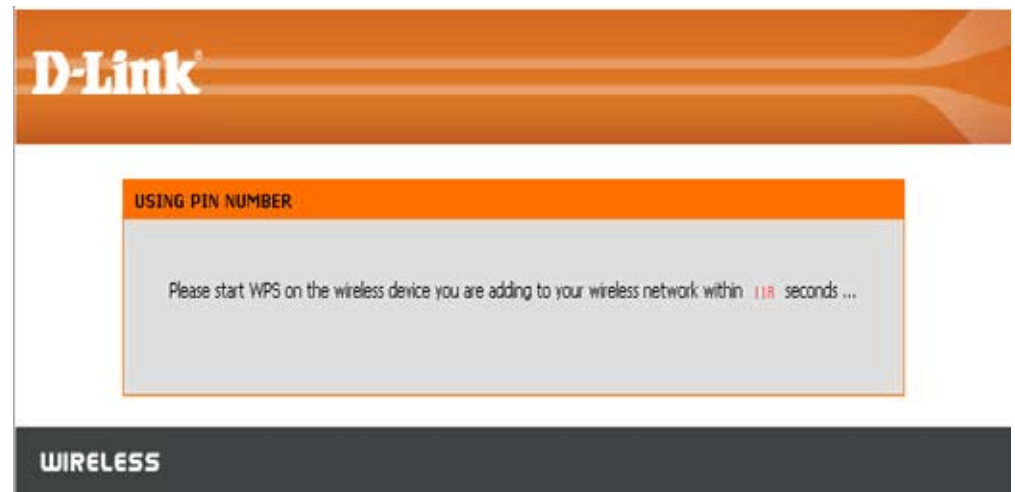 D-Link
USING PIN NUMBER
Please start WPS on the wireless device you are adding to your wireless network within 118 seconds ...
WIRELESS